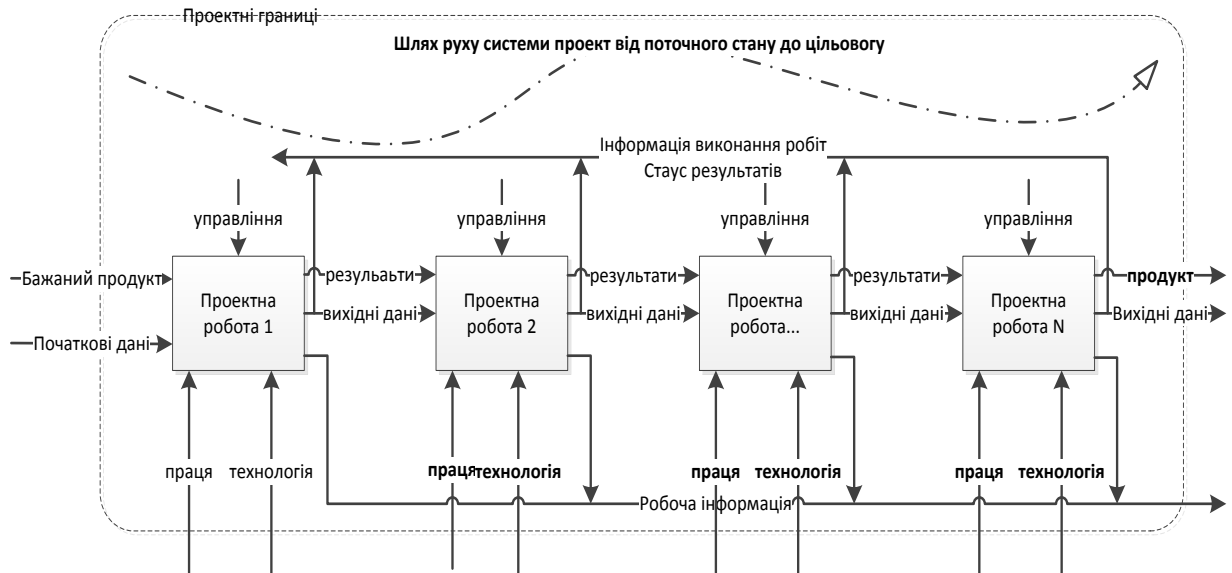 Проектні границі
Шлях руху системи проект від поточного стану до цільовогу
Інформація виконання робіт
Стаус результатів
управління
управління
управління
управління
Бажаний продукт
резульаьти
результати
результати
продукт
Проектна
робота 1
Проектна
робота 2
Проектна
робота...
Проектна
робота N
вихідні дані
вихідні дані
вихідні дані
Вихідні дані
Початкові дані
праця
технологія
праця
технологія
праця
технологія
праця
технологія
Робоча інформація